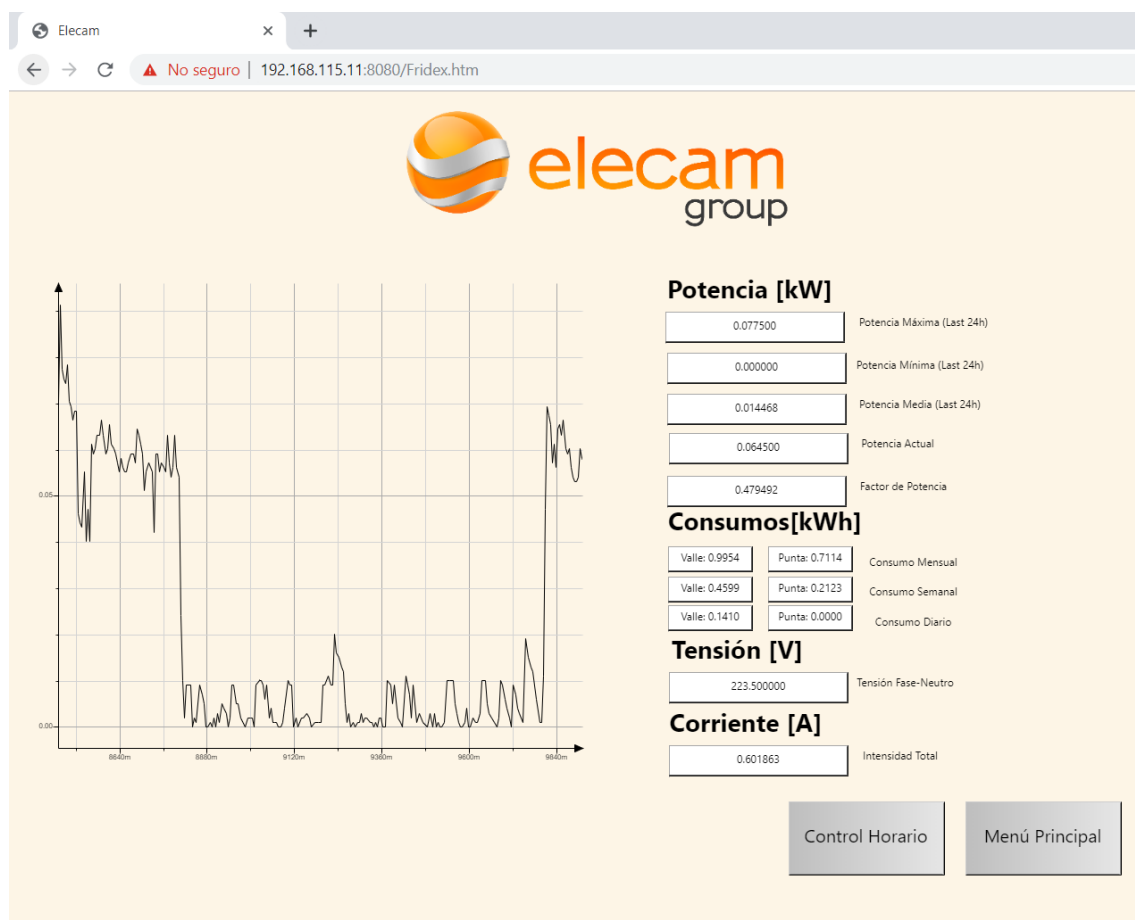 Elecam
No seguro | 192.168.115.11:8080/Fridex.htm
elecam
group
0.05
0.00
8640m 8880m 9120m 9360m 9600m 9840m
Potencia [kW]
0.077500 Potencia Máxima (Last 24h)
0.000000 Potencia Mínima (Last 24h)
0.014468 Potencia Media (Last 24h)
0.064500 Potencia Actual
0.479492 Factor de Potencia
Consumos[kWh]
Valle: 0.9954 Punta: 0.7114 Consumo Mensual
Valle: 0.4599 Punta: 0.2123 Consumo Semanal
Valle: 0.1410 Punta: 0.0000 Consumo Diario
Tensión [V]
223.500000 Tensión Fase-Neutro
Corriente [A]
0.601863 Intensidad Total
Control Horario Menú Principal